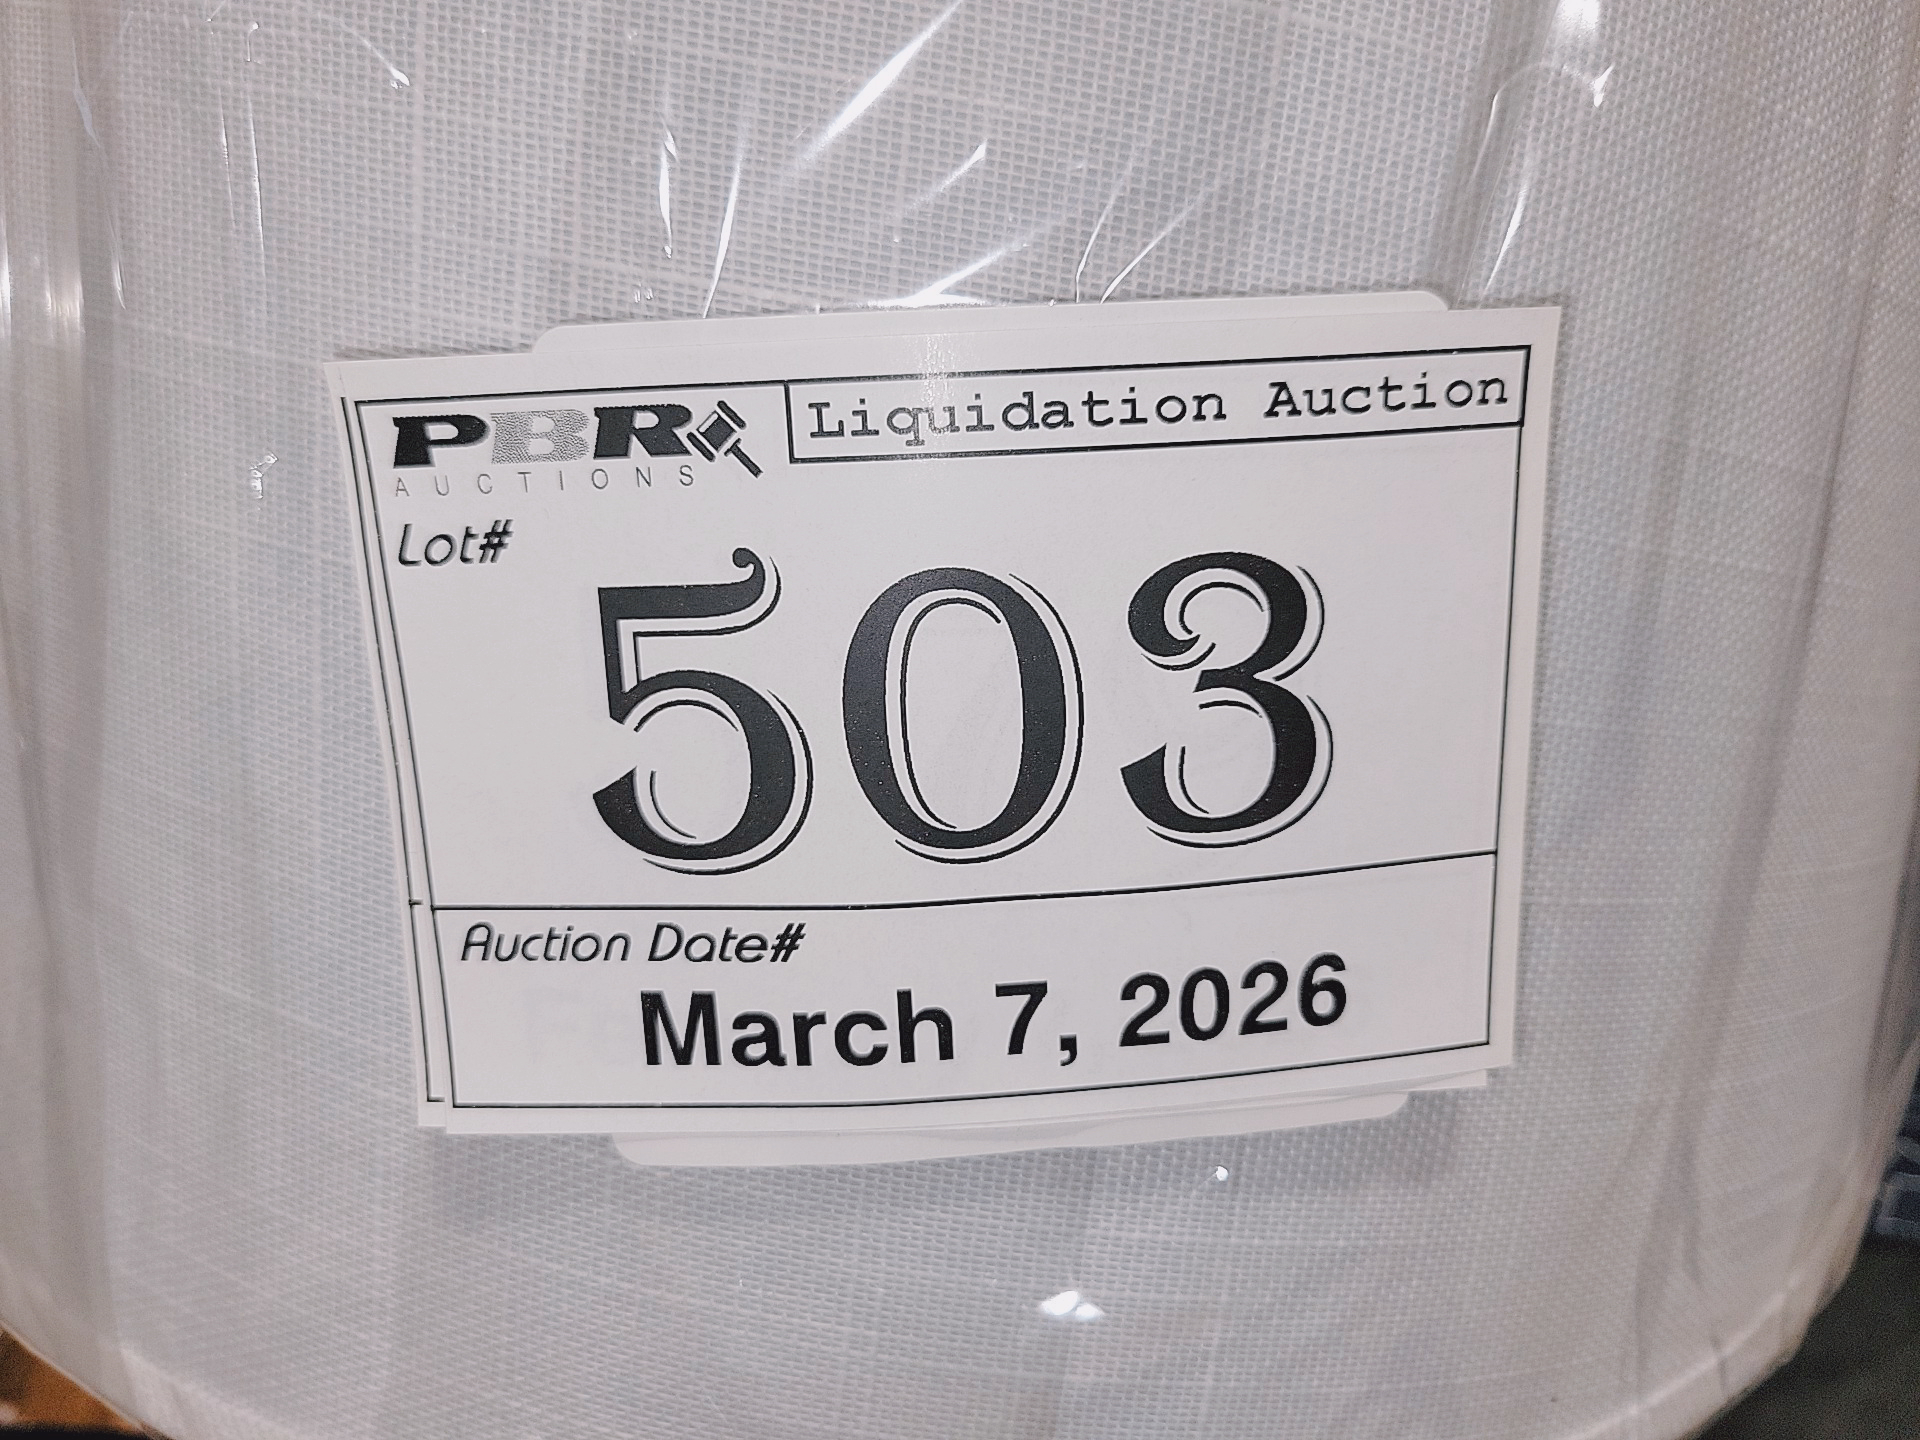 PBR
AUCTIONS
Liquidation Auction
Lot#
503
Auction Date#
March 7, 2026